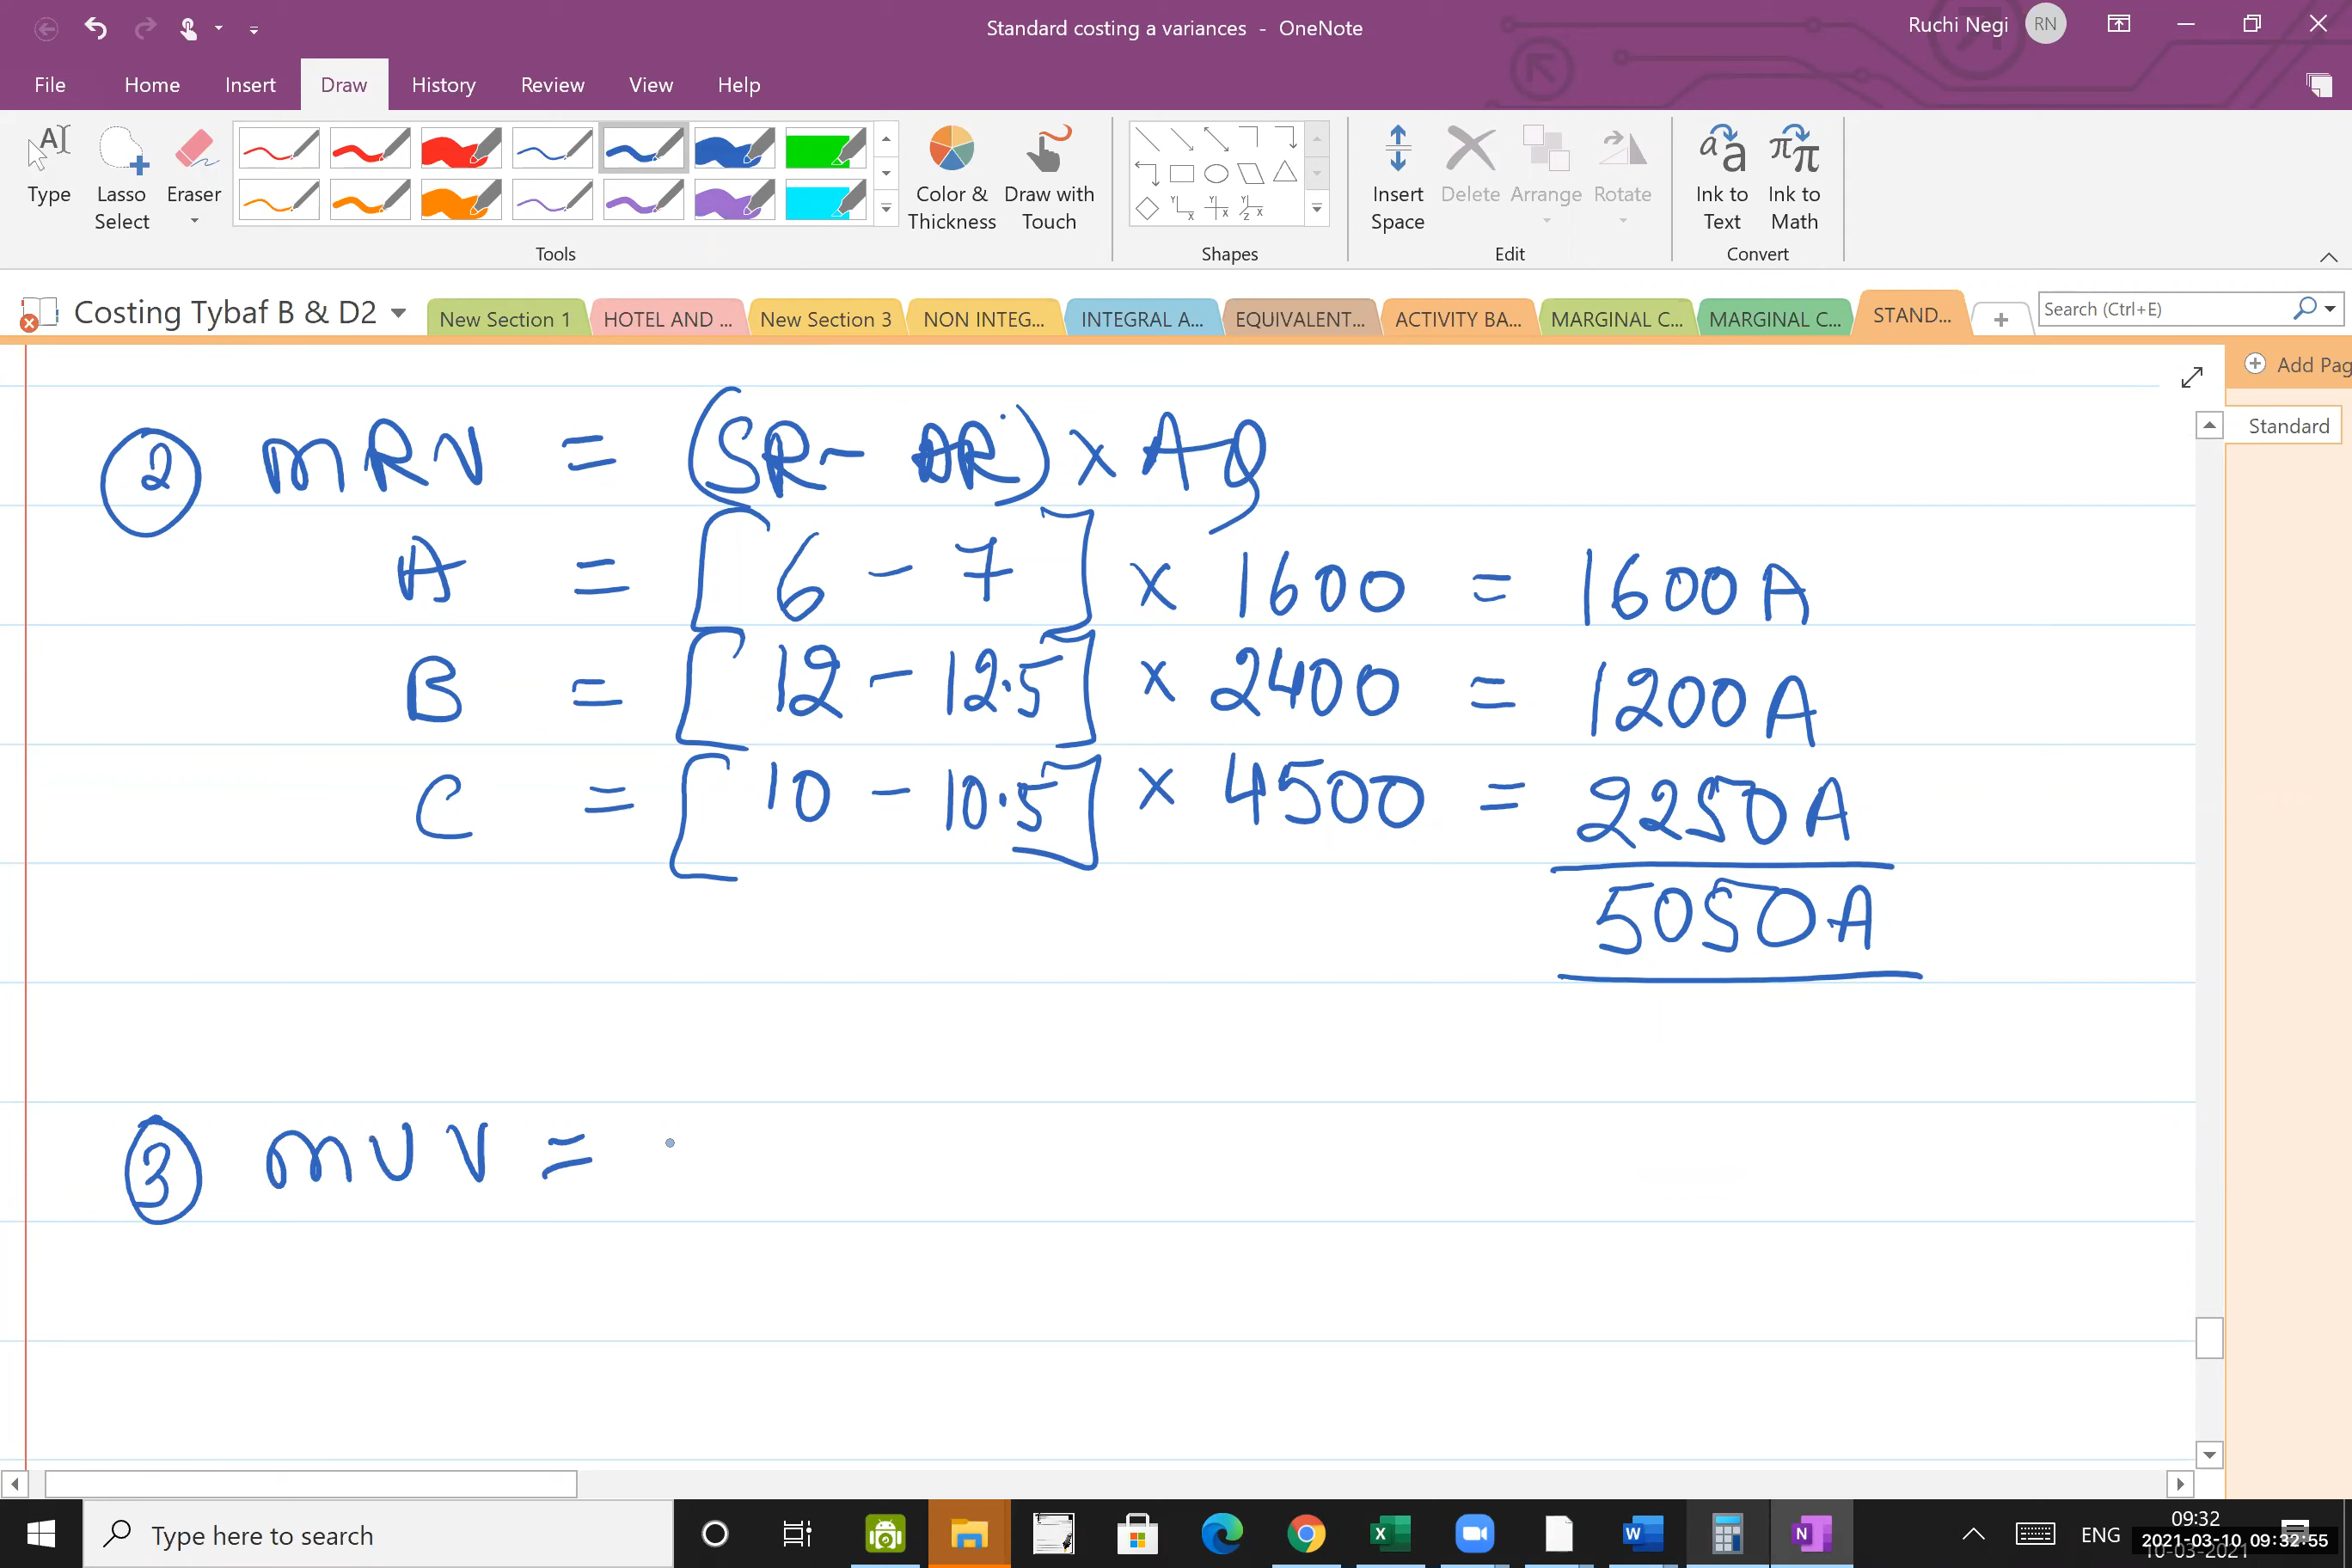 Standard costing a variances - OneNote
Ruchi Negi RN
File Home Insert Draw History Review View Help
Type
Lasso Select
Eraser
Color & Thickness
Draw with Touch
Insert Space
Delete
Arrange
Rotate
Ink to Text
Ink to Math
Tools
Shapes
Edit
Convert
Costing Tybaf B & D2
New Section 1
HOTEL AND ...
New Section 3
NON INTEG...
INTEGRAL A...
EQUIVALENT...
ACTIVITY BA...
MARGINAL C...
MARGINAL C...
STAND...
Search (Ctrl+E)
Add Pag
Standard
② MRV = (SR - AR) × AQ
A = [6 - 7] × 1600 = 1600 A
B = [12 - 12.5] × 2400 = 1200 A
C = [10 - 10.5] × 4500 = 2250 A
5050 A
③ MUV =
Type here to search
ENG
09:32
2021-03-10 09:32:55
10-03-2021